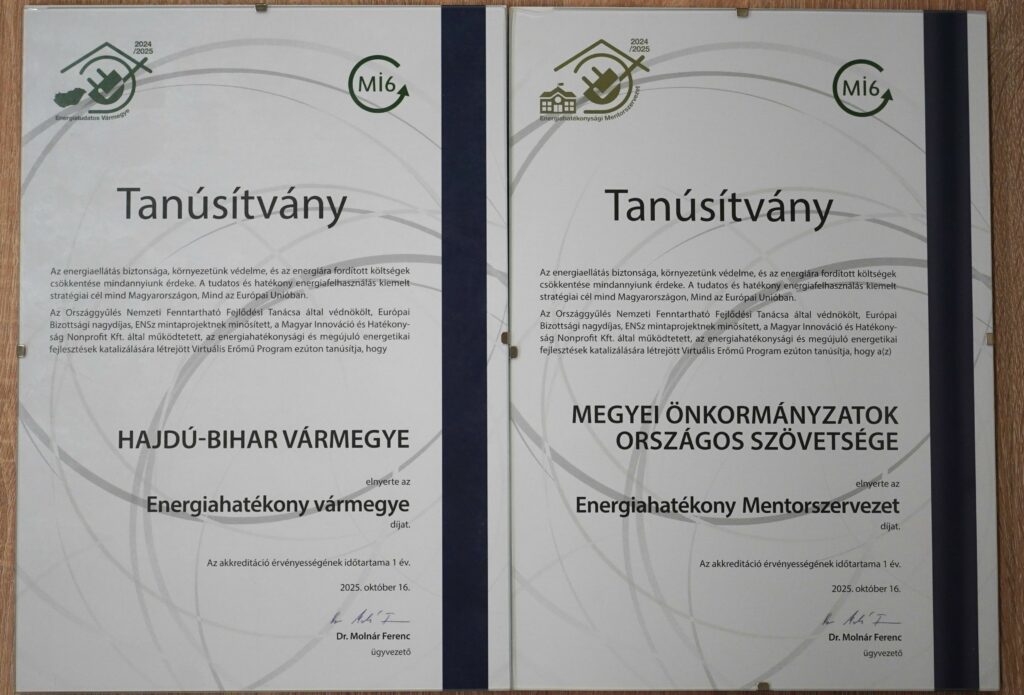 2024
/2025
Energiatudatos Vármegye
Mi6
Tanúsítvány
Az energiaellátás biztonsága, környezetünk védelme, és az energiára fordított költségek
csökkentése mindannyiunk érdeke. A tudatos és hatékony energiafelhasználás kiemelt
stratégiai cél mind Magyarországon, Mind az Európai Unióban.
Az Országgyűlés Nemzeti Fenntartható Fejlődési Tanácsa által védnökölt, Európai
Bizottsági nagydíjas, ENSz mintaprojektnek minősített, a Magyar Innováció és Hatékony-
ság Nonprofit Kft. által működtetett, az energiahatékonysági és megújuló energetikai
fejlesztések katalizálására létrejött Virtuális Erőmű Program ezúton tanúsítja, hogy
HAJDÚ-BIHAR VÁRMEGYE
elnyerte az
Energiahatékony vármegye
díjat.
Az akkreditáció érvényességének időtartama 1 év.
2025. október 16.
Dr. Molnár Ferenc
ügyvezető
2024
/2025
Energiahatékonysági Mentorszervezet
Mi6
Tanúsítvány
Az energiaellátás biztonsága, környezetünk védelme, és az energiára fordított költségek
csökkentése mindannyiunk érdeke. A tudatos és hatékony energiafelhasználás kiemelt
stratégiai cél mind Magyarországon, Mind az Európai Unióban.
Az Országgyűlés Nemzeti Fenntartható Fejlődési Tanácsa által védnökölt, Európai
Bizottsági nagydíjas, ENSz mintaprojektnek minősített, a Magyar Innováció és Hatékony-
ság Nonprofit Kft. által működtetett, az energiahatékonysági és megújuló energetikai
fejlesztések katalizálására létrejött Virtuális Erőmű Program ezúton tanúsítja, hogy a(z)
MEGYEI ÖNKORMÁNYZATOK
ORSZÁGOS SZÖVETSÉGE
elnyerte az
Energiahatékony Mentorszervezet
díjat.
Az akkreditáció érvényességének időtartama 1 év.
2025. október 16.
Dr. Molnár Ferenc
ügyvezető